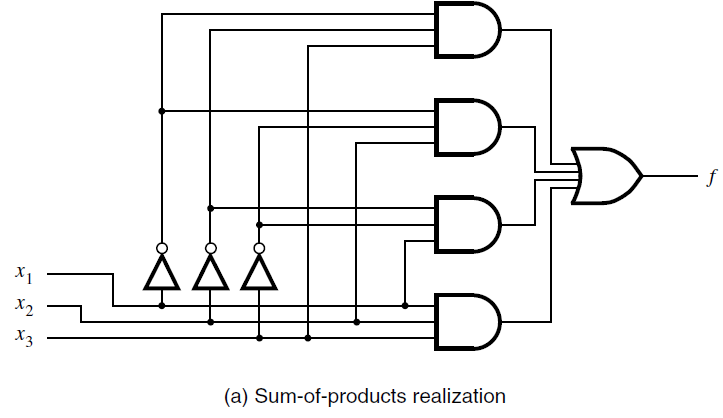 f
x₁
x₂
x₃
(a) Sum-of-products realization